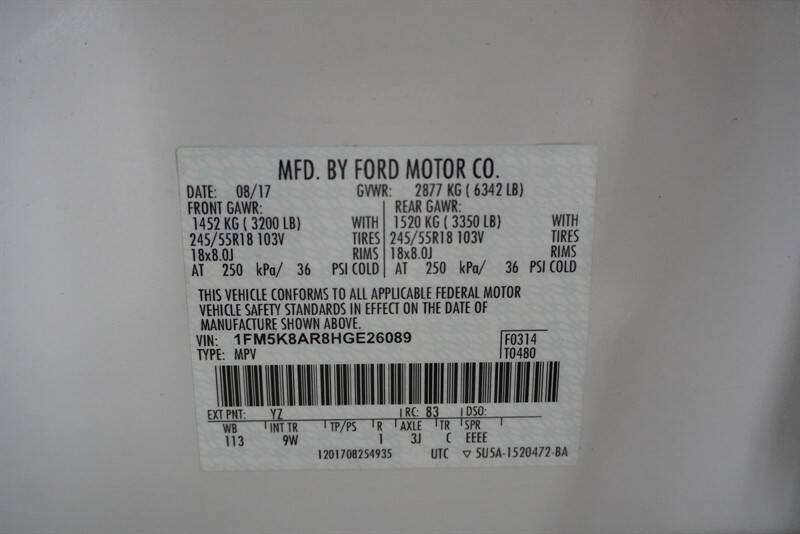 MFD. BY FORD MOTOR CO.
DATE: 08/17 GVWR: 2877 KG ( 6342 LB)
FRONT GAWR: REAR GAWR:
1452 KG ( 3200 LB) WITH 1520 KG ( 3350 LB) WITH
245/55R18 103V TIRES 245/55R18 103V TIRES
18x8.0J RIMS 18x8.0J RIMS
AT 250 kPa/ 36 PSI COLD AT 250 kPa/ 36 PSI COLD
THIS VEHICLE CONFORMS TO ALL APPLICABLE FEDERAL MOTOR
VEHICLE SAFETY STANDARDS IN EFFECT ON THE DATE OF
MANUFACTURE SHOWN ABOVE.
VIN: 1FM5K8AR8HGE26089 F0314
TYPE: MPV T0480
EXT PNT: YZ RC: 83 DSO:
WB INT TR TP/PS R AXLE TR SPR
113 9W 1 3J C EEEE
1201708254935 UTC ▽ 5U5A-1520472-BA